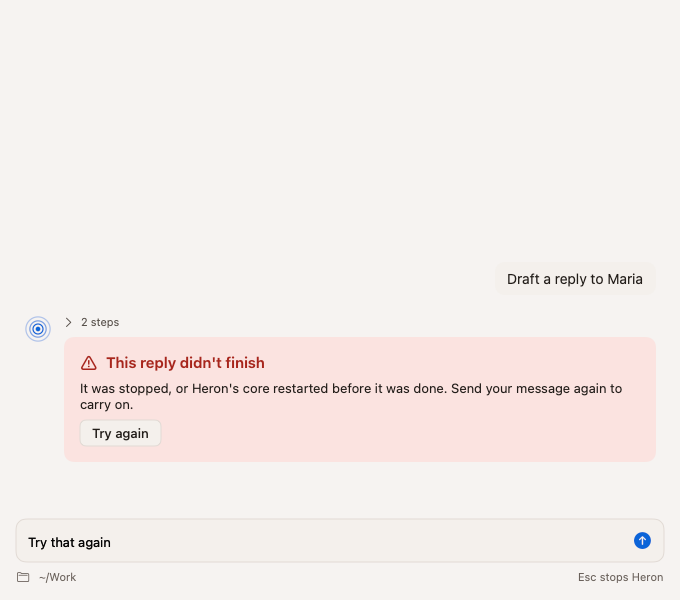 Draft a reply to Maria
2 steps
This reply didn't finish
It was stopped, or Heron's core restarted before it was done. Send your message again to
carry on.
Try again
Try that again
~/Work
Esc stops Heron